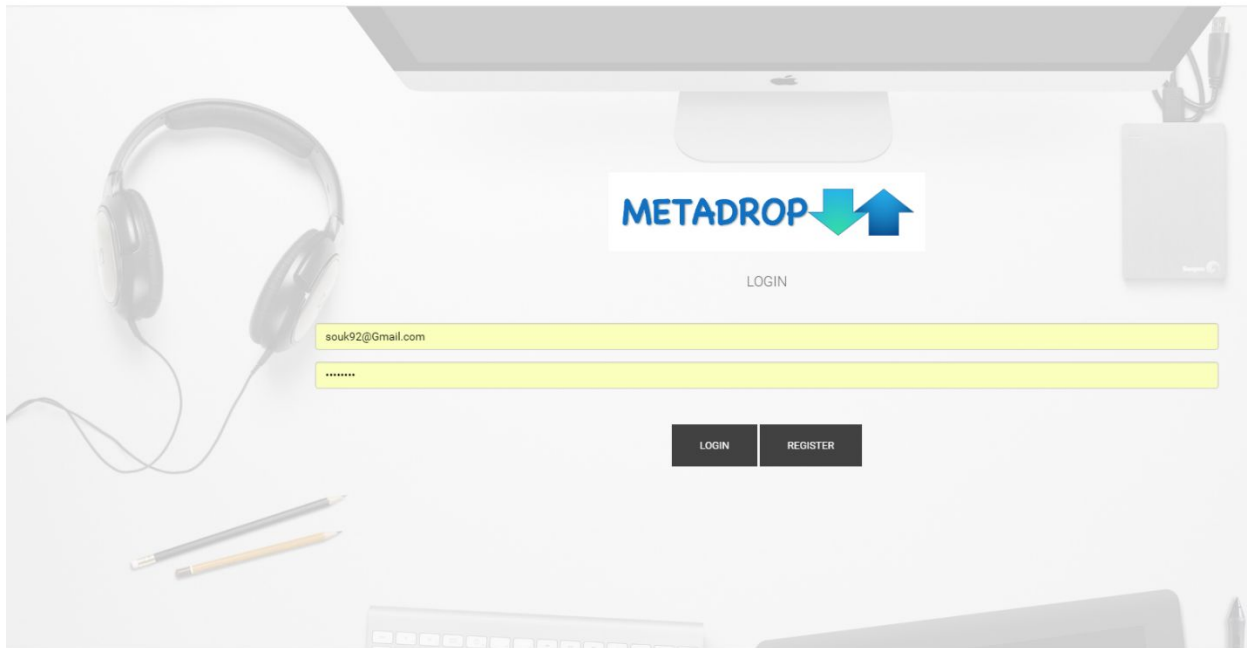 METADROP
LOGIN
souk92@Gmail.com
••••••••
LOGIN REGISTER